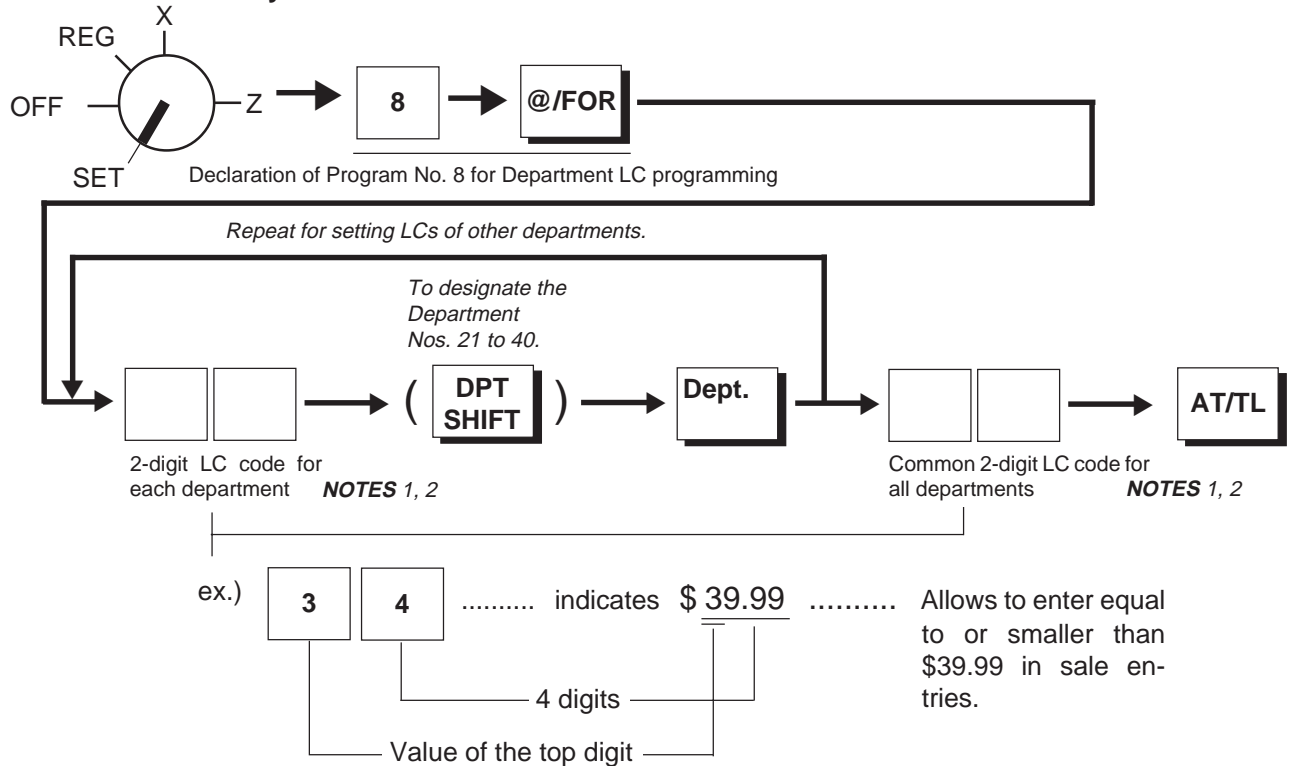 X
REG
OFF
Z
SET
8
@/FOR
Declaration of Program No. 8 for Department LC programming
Repeat for setting LCs of other departments.
To designate the
Department
Nos. 21 to 40.
( DPT
SHIFT )
Dept.
AT/TL
2-digit LC code for
each department NOTES 1, 2
Common 2-digit LC code for
all departments NOTES 1, 2
ex.) 3 4 .......... indicates $ 39.99 .......... Allows to enter equal
to or smaller than
$39.99 in sale en-
tries.
4 digits
Value of the top digit